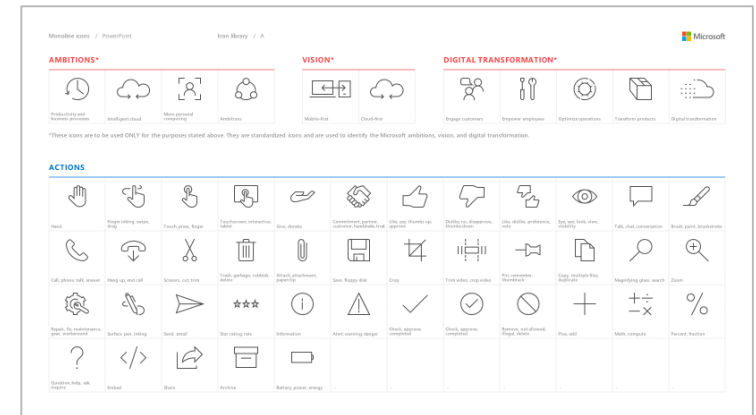 Monoline icons / PowerPoint
Icon library / A
Microsoft
AMBITIONS*
VISION*
DIGITAL TRANSFORMATION*
Productivity and
business processes
Intelligent cloud
More personal
computing
Ambitions
Mobile-first
Cloud-first
Engage customers
Empower employees
Optimize operations
Transform products
Digital transformation
*These icons are to be used ONLY for the purposes stated above. They are standardized icons and are used to identify the Microsoft ambitions, vision, and digital transformation.
ACTIONS
Hand
Finger inking, swipe,
drag
Touch, press, finger
Touchscreen, interactive,
tablet
Give, donate
Commitment, partner,
customer, handshake, trust
Like, yes, thumbs up,
approve
Dislike, no, disapprove,
thumbs down
Like, dislike, preference,
vote
Eye, see, look, view,
visibility
Talk, chat, conversation
Brush, paint, brushstroke
Call, phone, talk, answer
Hang up, end call
Scissors, cut, trim
Trash, garbage, rubbish,
delete
Attach, attachment,
paperclip
Save, floppy disk
Crop
Trim video, crop video
Pin, remember,
thumbtack
Copy, multiple files,
duplicate
Magnifying glass, search
Zoom
Repair, fix, maintenance,
gear, workaround
Surface pen, inking
Send, email
Star rating, rate
Information
Alert, warning, danger
Check, approve,
completed
Check, approve,
completed
Remove, not allowed,
illegal, delete
Plus, add
Math, compute
Percent, fraction
Question, help, ask,
inquire
Embed
Share
Archive
Battery, power, energy